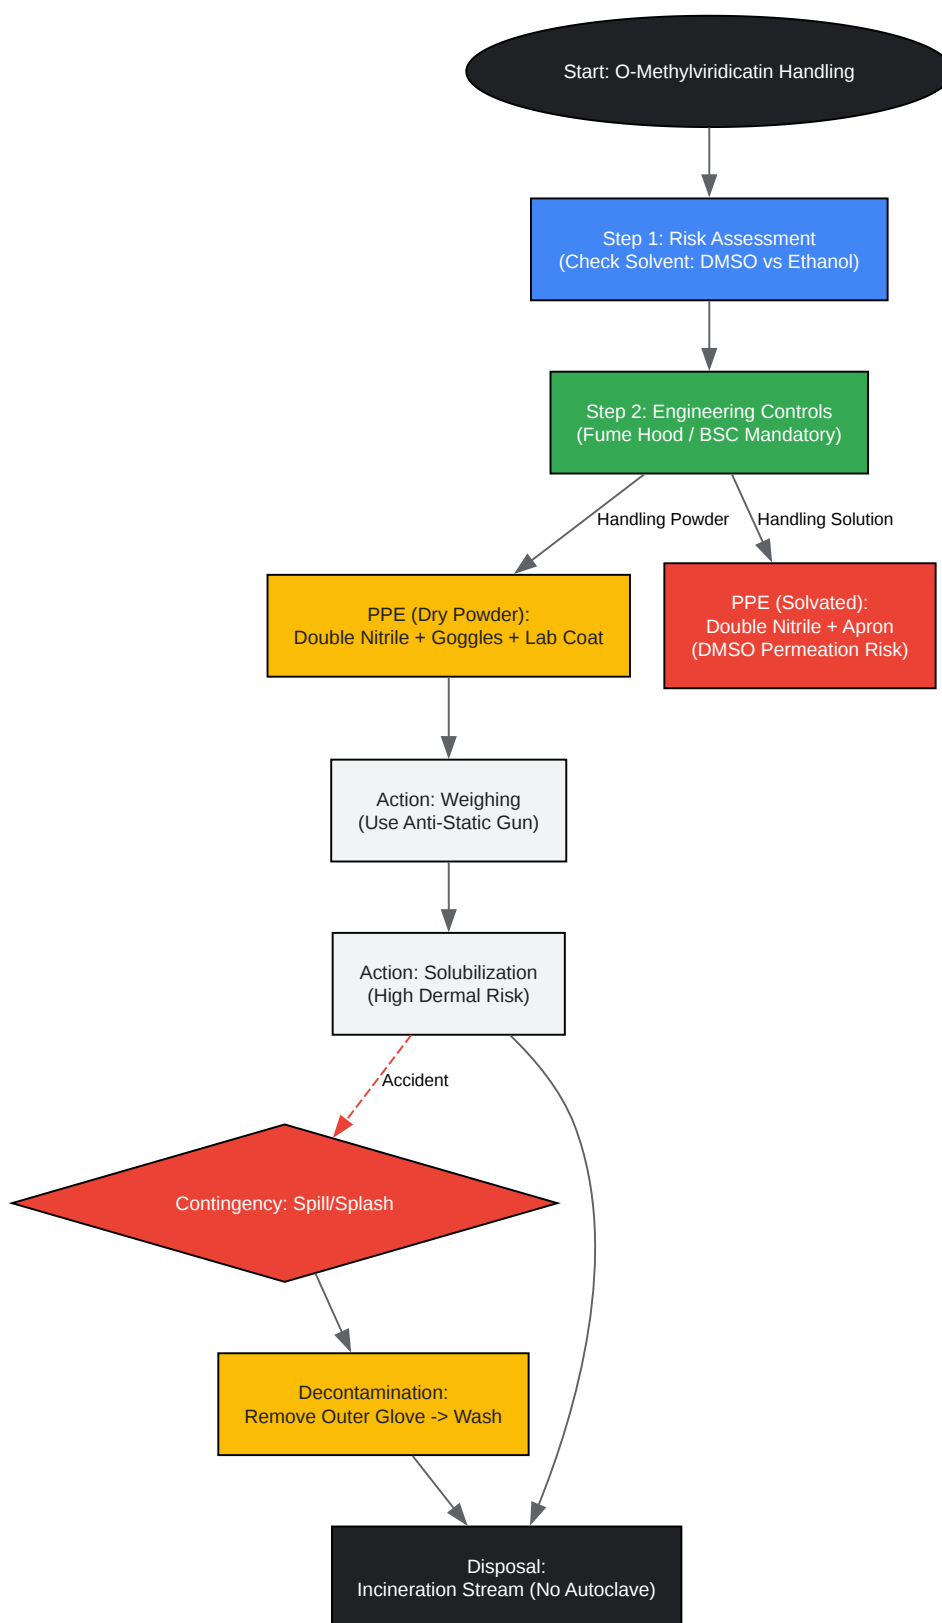 Start: O-Methylviridicatin Handling
Step 1: Risk Assessment
(Check Solvent: DMSO vs Ethanol)
Step 2: Engineering Controls
(Fume Hood / BSC Mandatory)
Handling Powder
Handling Solution
PPE (Dry Powder):
Double Nitrile + Goggles + Lab Coat
PPE (Solvated):
Double Nitrile + Apron
(DMSO Permeation Risk)
Action: Weighing
(Use Anti-Static Gun)
Action: Solubilization
(High Dermal Risk)
Accident
Contingency: Spill/Splash
Decontamination:
Remove Outer Glove -> Wash
Disposal:
Incineration Stream (No Autoclave)